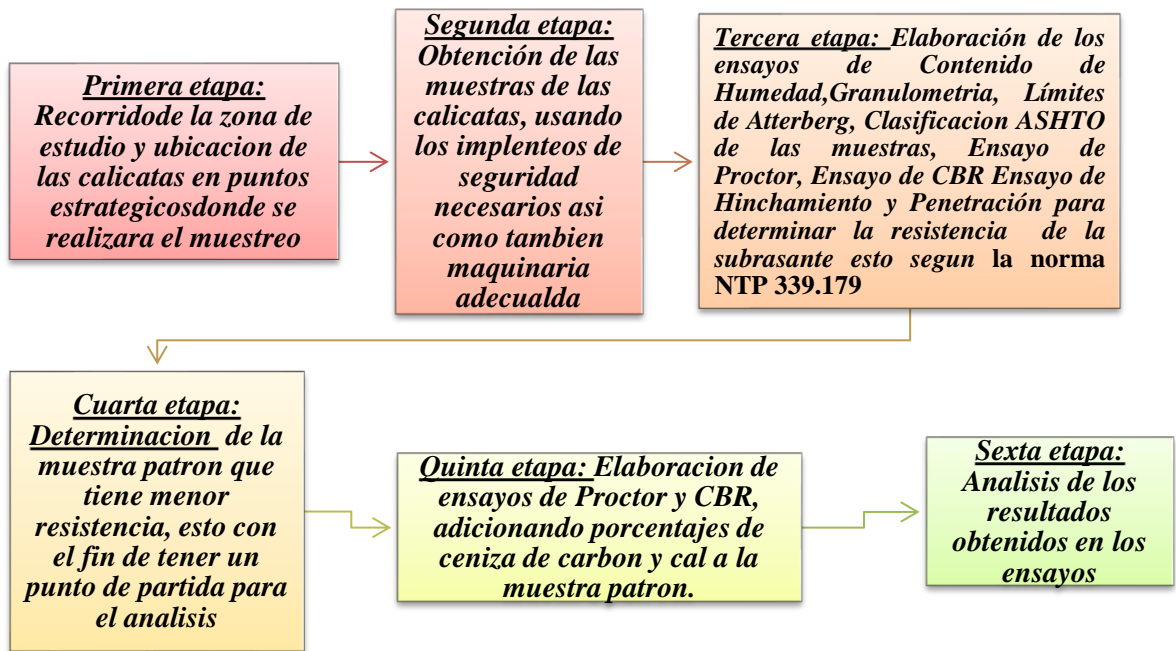 Primera etapa:
Recorridode la zona de
estudio y ubicacion de
las calicatas en puntos
estrategicosdonde se
realizara el muestreo
Segunda etapa:
Obtención de las
muestras de las
calicatas, usando
los implenteos de
seguridad
necesarios asi
como tambien
maquinaria
adecualda
Tercera etapa: Elaboración de los
ensayos de Contenido de
Humedad,Granulometria, Límites
de Atterberg, Clasificacion ASHTO
de las muestras, Ensayo de
Proctor, Ensayo de CBR Ensayo de
Hinchamiento y Penetración para
determinar la resistencia de la
subrasante esto segun la norma
NTP 339.179
Cuarta etapa:
Determinacion de la
muestra patron que
tiene menor
resistencia, esto con
el fin de tener un
punto de partida para
el analisis
Quinta etapa: Elaboracion de
ensayos de Proctor y CBR,
adicionando porcentajes de
ceniza de carbon y cal a la
muestra patron.
Sexta etapa:
Analisis de los
resultados
obtenidos en los
ensayos